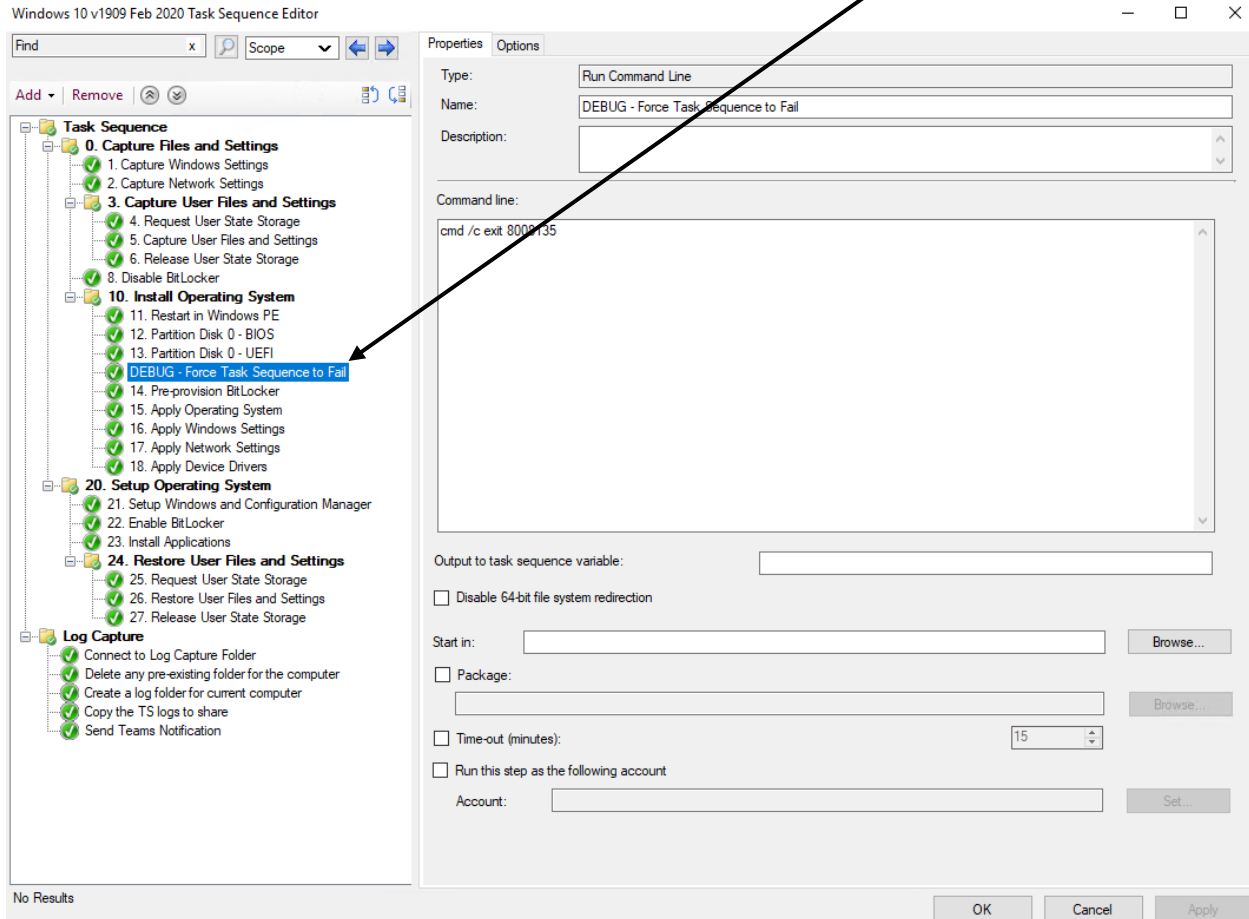 Windows 10 v1909 Feb 2020 Task Sequence Editor
Find x Scope
Add Remove
Task Sequence
0. Capture Files and Settings
1. Capture Windows Settings
2. Capture Network Settings
3. Capture User Files and Settings
4. Request User State Storage
5. Capture User Files and Settings
6. Release User State Storage
8. Disable BitLocker
10. Install Operating System
11. Restart in Windows PE
12. Partition Disk 0 - BIOS
13. Partition Disk 0 - UEFI
DEBUG - Force Task Sequence to Fail
14. Pre-provision BitLocker
15. Apply Operating System
16. Apply Windows Settings
17. Apply Network Settings
18. Apply Device Drivers
20. Setup Operating System
21. Setup Windows and Configuration Manager
22. Enable BitLocker
23. Install Applications
24. Restore User Files and Settings
25. Request User State Storage
26. Restore User Files and Settings
27. Release User State Storage
Log Capture
Connect to Log Capture Folder
Delete any pre-existing folder for the computer
Create a log folder for current computer
Copy the TS logs to share
Send Teams Notification
No Results
Properties Options
Type: Run Command Line
Name: DEBUG - Force Task Sequence to Fail
Description:
Command line:
cmd /c exit 8008135
Output to task sequence variable:
Disable 64-bit file system redirection
Start in: Browse...
Package:
Browse...
Time-out (minutes): 15
Run this step as the following account
Account: Set...
OK Cancel Apply